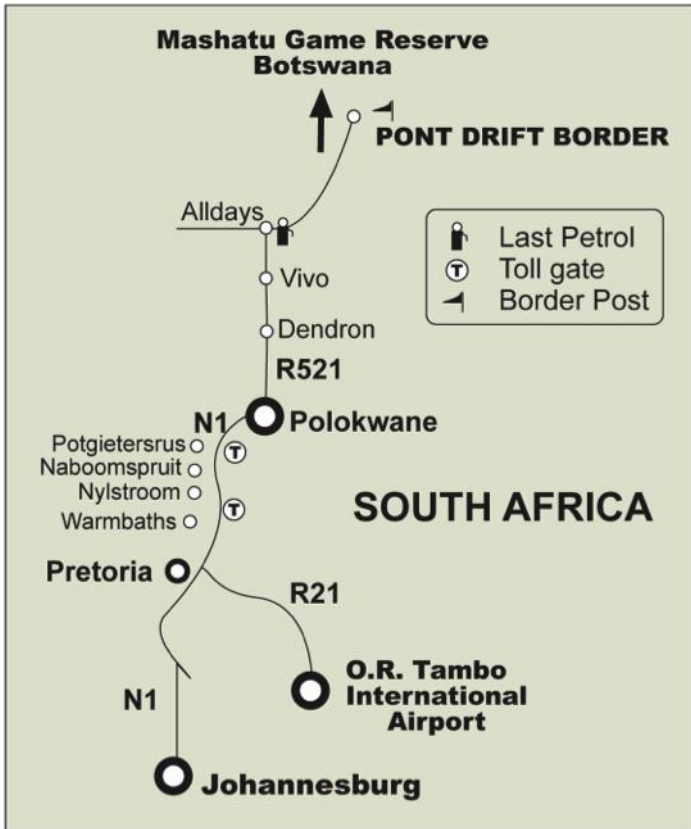 Mashatu Game Reserve
Botswana
PONT DRIFT BORDER
Alldays
Last Petrol
T Toll gate
Border Post
Vivo
Dendron
R521
N1
Polokwane
Potgietersrus
T
Naboomspruit
Nylstroom
T
Warmbaths
SOUTH AFRICA
Pretoria
R21
O.R. Tambo
International
Airport
N1
Johannesburg